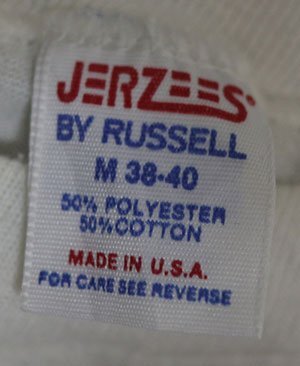 JERZEES®
BY RUSSELL
M 38-40
50% POLYESTER
50% COTTON
MADE IN U.S.A.
FOR CARE SEE REVERSE